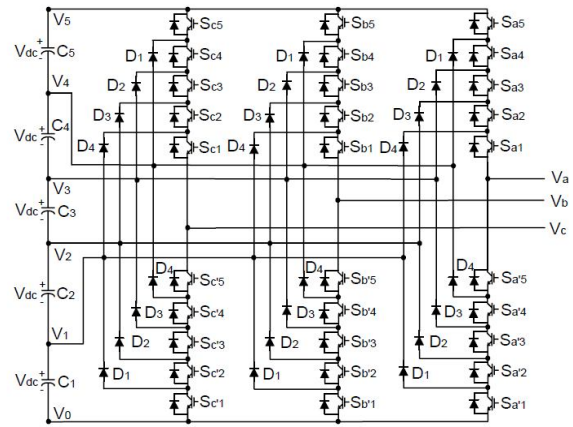 V5 Sc5 Sb5 Sa5
Vdc + - C5 D1 Sc4 D1 Sb4 D1 Sa4
V4 D2 Sc3 D2 Sb3 D2 Sa3
D3 Sc2 D3 Sb2 D3 Sa2
Vdc + - C4 D4 Sc1 D4 Sb1 D4 Sa1
V3 Va
Vdc + - C3 Vb
Vc
V2
D4 Sc'5 D4 Sb'5 D4 Sa'5
Vdc + - C2 D3 Sc'4 D3 Sb'4 D3 Sa'4
V1 D2 Sc'3 D2 Sb'3 D2 Sa'3
Vdc + - C1 D1 Sc'2 D1 Sb'2 D1 Sa'2
V0 Sc'1 Sb'1 Sa'1